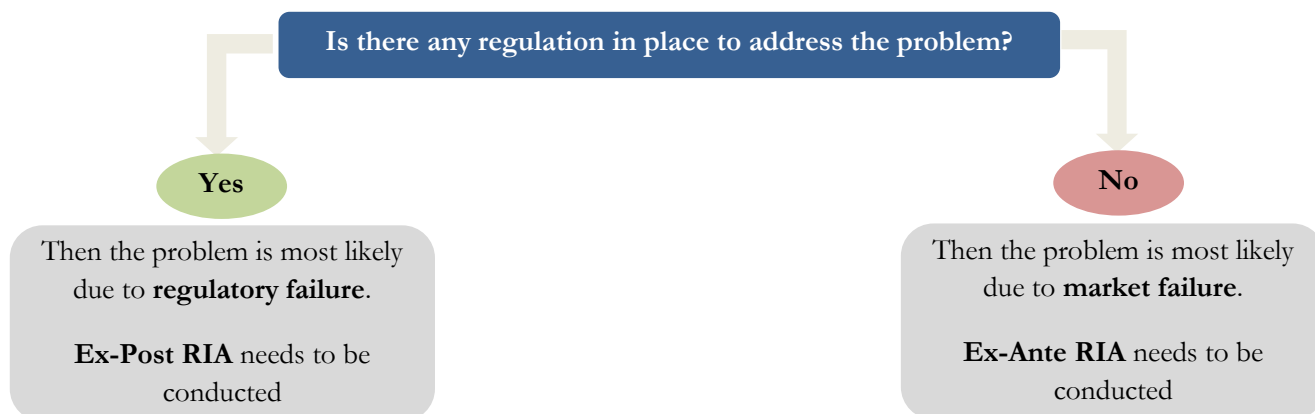 Is there any regulation in place to address the problem?
Yes
Then the problem is most likely
due to regulatory failure.
Ex-Post RIA needs to be
conducted
No
Then the problem is most likely
due to market failure.
Ex-Ante RIA needs to be
conducted